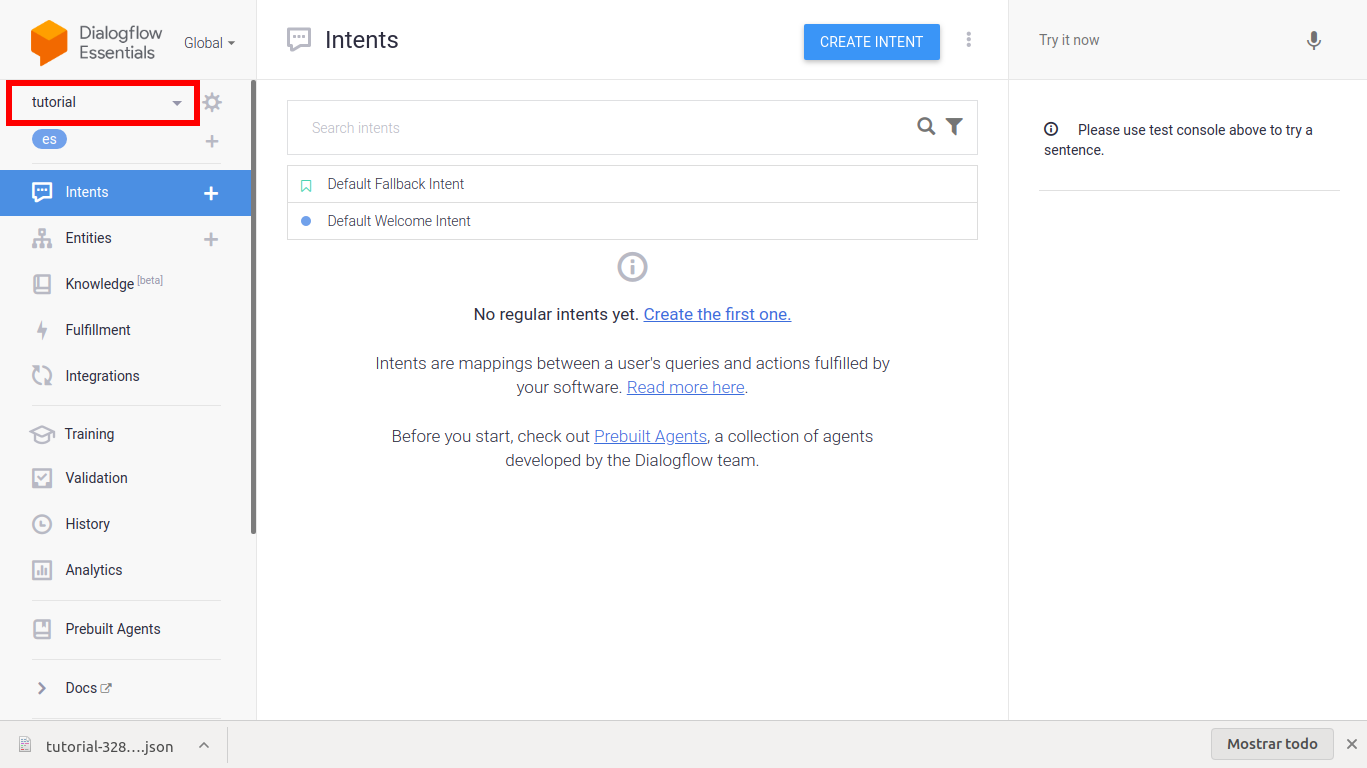 Dialogflow
Essentials
Global
tutorial
es
Intents
Entities
Knowledge [beta]
Fulfillment
Integrations
Training
Validation
History
Analytics
Prebuilt Agents
Docs
Intents
CREATE INTENT
Search intents
Default Fallback Intent
Default Welcome Intent
No regular intents yet. Create the first one.
Intents are mappings between a user's queries and actions fulfilled by
your software. Read more here.
Before you start, check out Prebuilt Agents, a collection of agents
developed by the Dialogflow team.
Try it now
Please use test console above to try a
sentence.
tutorial-328....json
Mostrar todo